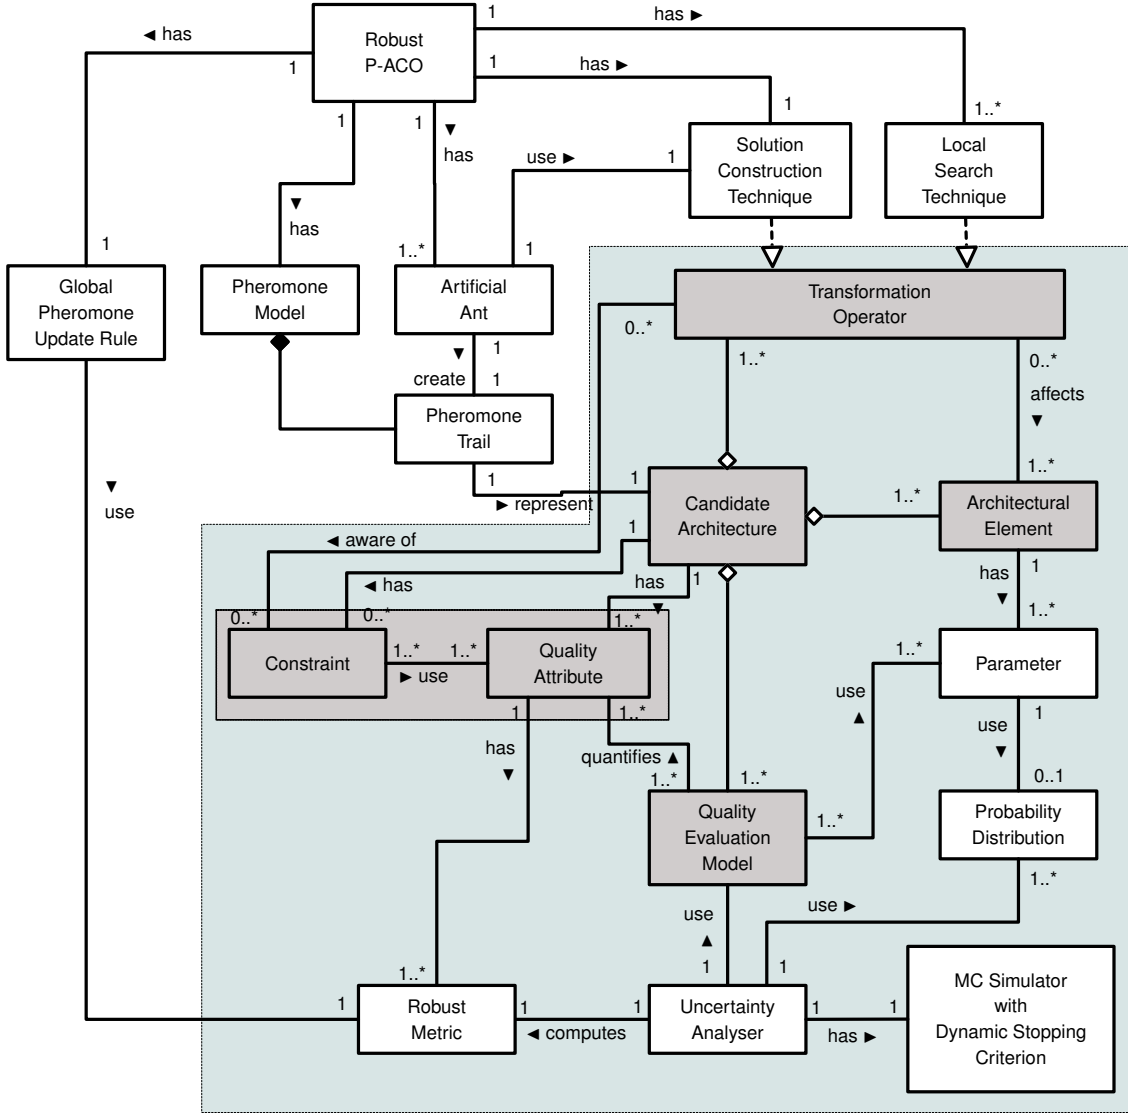 1
has ►
◄ has
Robust
P-ACO
1
1
has ►
1
1
▼
has
1
1..*
use ►
1
Solution
Construction
Technique
Local
Search
Technique
▼
has
1
1..*
1
Global
Pheromone
Update Rule
Pheromone
Model
Artificial
Ant
Transformation
Operator
0..*
1
▼
create
1
1..*
0..*
affects
▼
Pheromone
Trail
1
► represent
1
1..*
1..*
Candidate
Architecture
Architectural
Element
▼
use
◄ aware of
1
◄ has
has
▼
1
has
▼
1
1..*
0..*
0..*
1..*
Constraint
1..*
► use
1..*
Quality
Attribute
1..*
Parameter
1
has
▼
1..*
quantifies ▲
1..*
1..*
use
▲
1
use
▼
0..1
Quality
Evaluation
Model
1..*
Probability
Distribution
1..*
use
▲
use ►
1..*
1
1
1
Robust
Metric
1
◄ computes
1
Uncertainty
Analyser
1
has ►
1
MC Simulator
with
Dynamic Stopping
Criterion